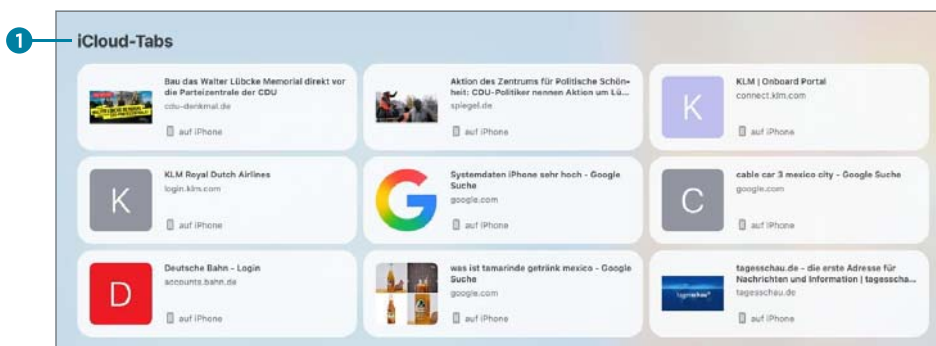 1
iCloud-Tabs
Bau das Walter Lübcke Memorial direkt vor
die Parteizentrale der CDU
cdu-denkmal.de
auf iPhone
Aktion des Zentrums für Politische Schön-
heit: CDU-Politiker nennen Aktion um Lü...
spiegel.de
auf iPhone
K
KLM | Onboard Portal
connect.klm.com
auf iPhone
K
KLM Royal Dutch Airlines
login.klm.com
auf iPhone
G
Systemdaten iPhone sehr hoch - Google
Suche
google.com
auf iPhone
C
cable car 3 mexico city - Google Suche
google.com
auf iPhone
D
Deutsche Bahn - Login
accounts.bahn.de
auf iPhone
was ist tamarinde getränk mexico - Google
Suche
google.com
auf iPhone
tagesschau
tagesschau.de - die erste Adresse für
Nachrichten und Information | tagesscha...
tagesschau.de
auf iPhone